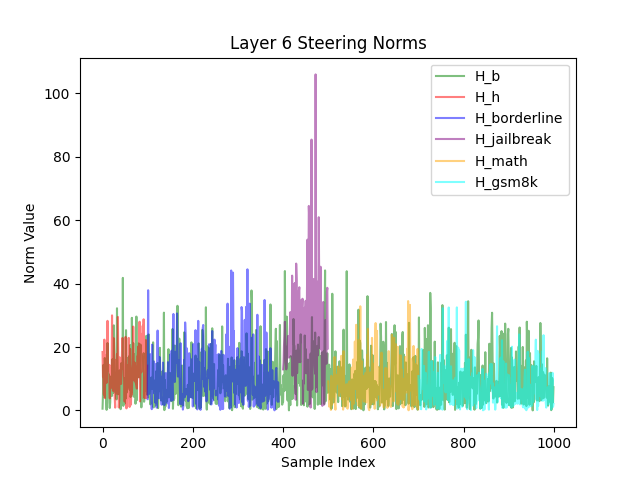 Layer 6 Steering Norms
Norm Value
100
80
60
40
20
0
H_b
H_h
H_borderline
H_jailbreak
H_math
H_gsm8k
0 200 400 600 800 1000
Sample Index